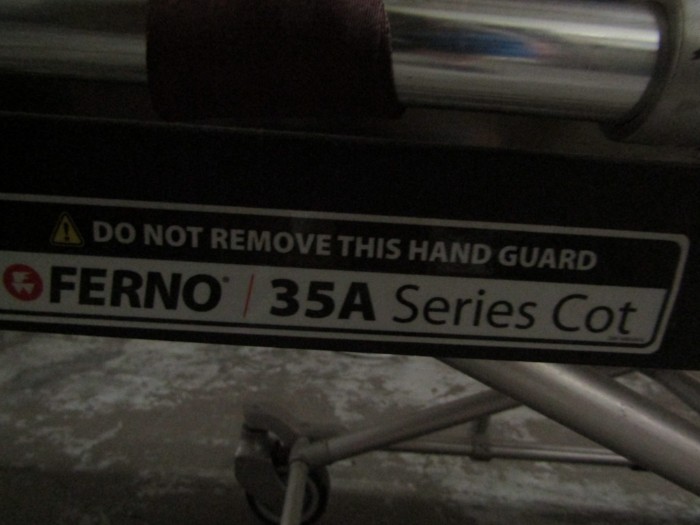 DO NOT REMOVE THIS HAND GUARD
FERNO® | 35A Series Cot